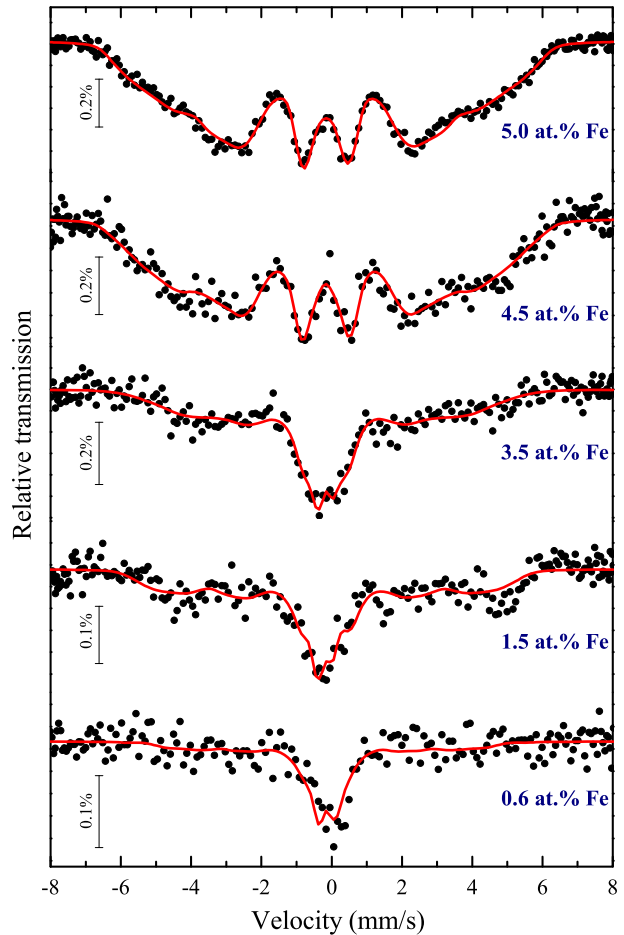 Relative transmission
0.2%
5.0 at.% Fe
0.2%
4.5 at.% Fe
0.2%
3.5 at.% Fe
0.1%
1.5 at.% Fe
0.1%
0.6 at.% Fe
-8 -6 -4 -2 0 2 4 6 8
Velocity (mm/s)